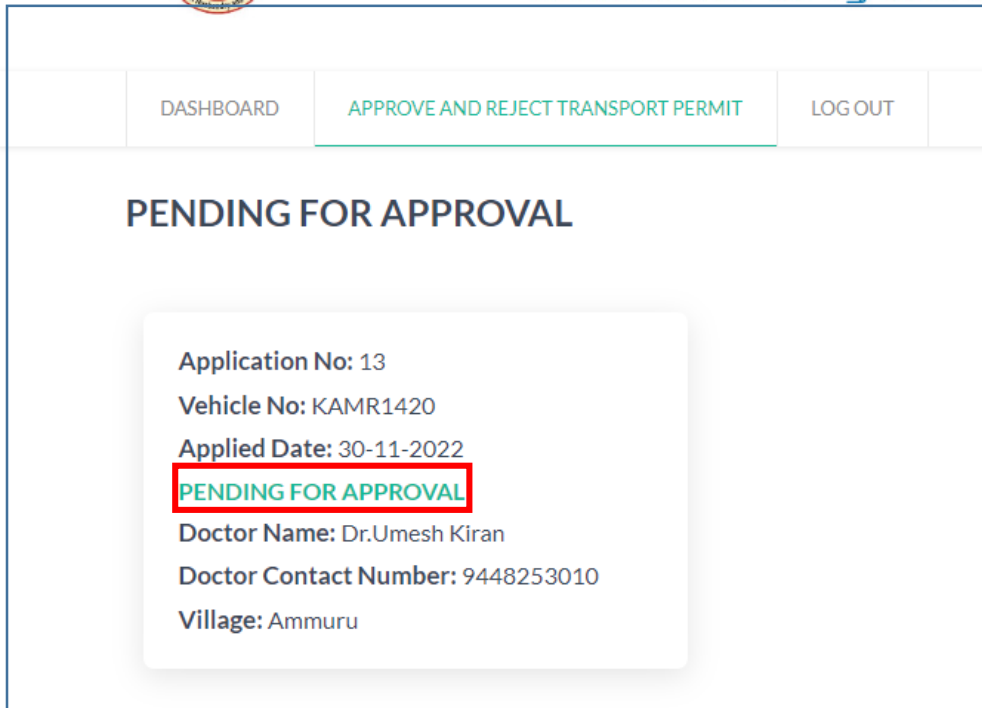 DASHBOARD
APPROVE AND REJECT TRANSPORT PERMIT
LOG OUT
PENDING FOR APPROVAL
Application No: 13
Vehicle No: KAMR1420
Applied Date: 30-11-2022
PENDING FOR APPROVAL
Doctor Name: Dr.Umesh Kiran
Doctor Contact Number: 9448253010
Village: Ammuru